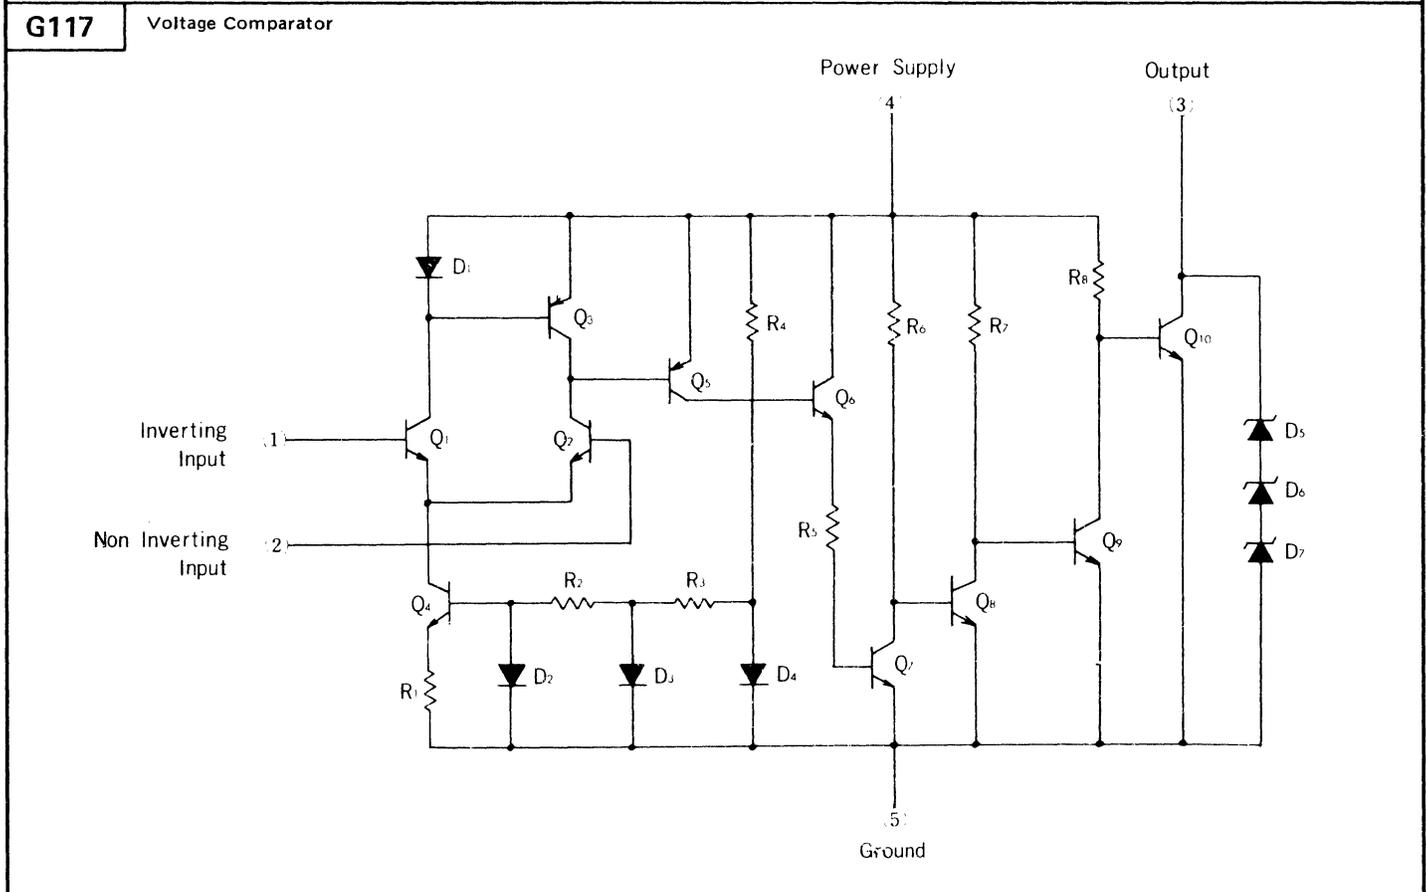 G117
Voltage Comparator
Power Supply
Output
(4)
(3)
D1
R8
Q3
R4
R6
R7
Q10
Q5
Q6
Inverting
Input
(1)
Q1
Q2
D5
D6
R5
Non Inverting
Input
(2)
Q9
D7
R2
R3
Q4
Q8
R1
D2
D3
D4
Q7
(5)
Ground